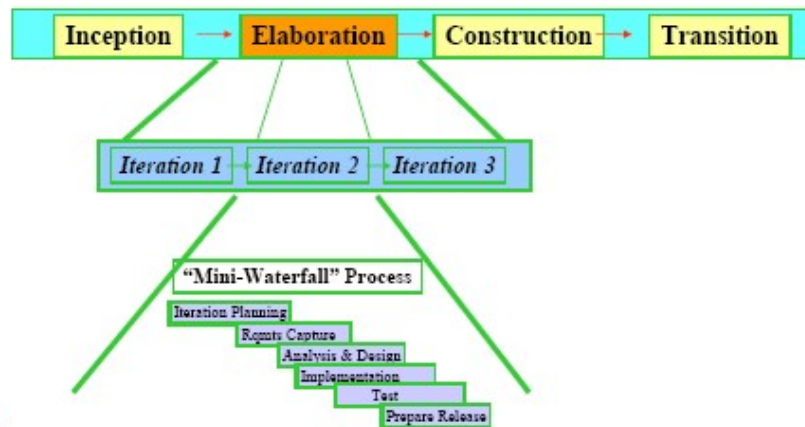 Inception Elaboration Construction Transition
Iteration 1 Iteration 2 Iteration 3
“Mini-Waterfall” Process
Iteration Planning
Rqmts Capture
Analysis & Design
Implementation
Test
Prepare Release